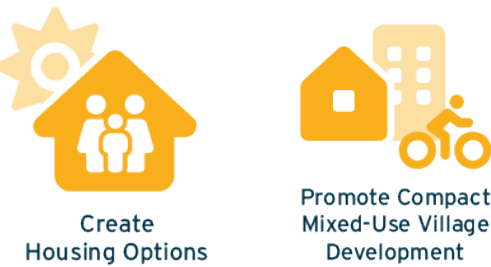 Create
Housing Options
Promote Compact
Mixed-Use Village
Development